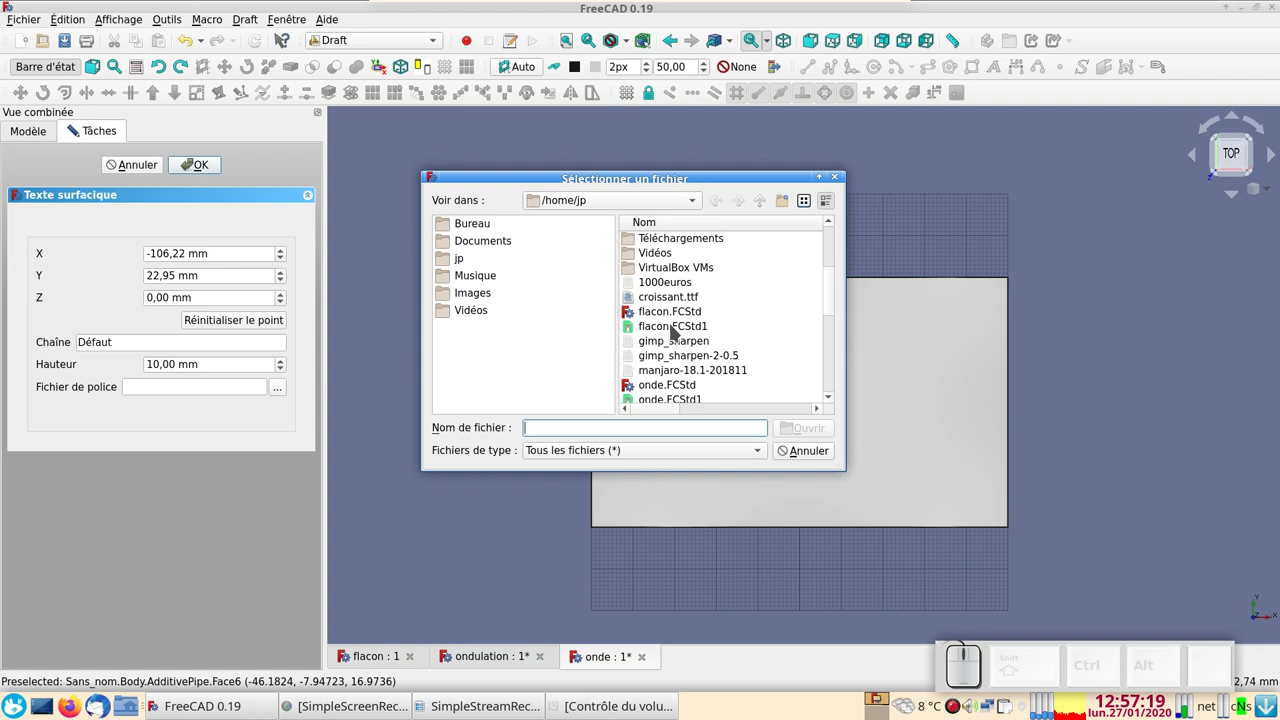 FreeCAD 0.19
Fichier Édition Affichage Outils Macro Draft Fenêtre Aide
Draft
Barre d'état
Auto
2px
50,00
None
Vue combinée
Modèle
Tâches
Annuler
OK
Texte surfacique
X -106,22 mm
Y 22,95 mm
Z 0,00 mm
Réinitialiser le point
Chaîne Défaut
Hauteur 10,00 mm
Fichier de police ...
Sélectionner un fichier
Voir dans : /home/jp
Bureau
Documents
jp
Musique
Images
Vidéos
Nom
Téléchargements
Vidéos
VirtualBox VMs
1000euros
croissant.ttf
flacon.FCStd
flacon.FCStd1
gimp_sharpen
gimp_sharpen-2-0.5
manjaro-18.1-201811
onde.FCStd
onde.FCStd1
Nom de fichier :
Ouvrir
Fichiers de type : Tous les fichiers (*)
Annuler
TOP
Y
X
Z
flacon : 1
ondulation : 1*
onde : 1*
Shift
Ctrl
Alt
Preselected: Sans_nom.Body.AdditivePipe.Face6 (-46.1824, -7.94723, 16.9736)
2,74 mm
FreeCAD 0.19
[SimpleScreenRec...
SimpleStreamRec...
[Contrôle du volu...
8 °C
12:57:19
lun.27/01/2020
net